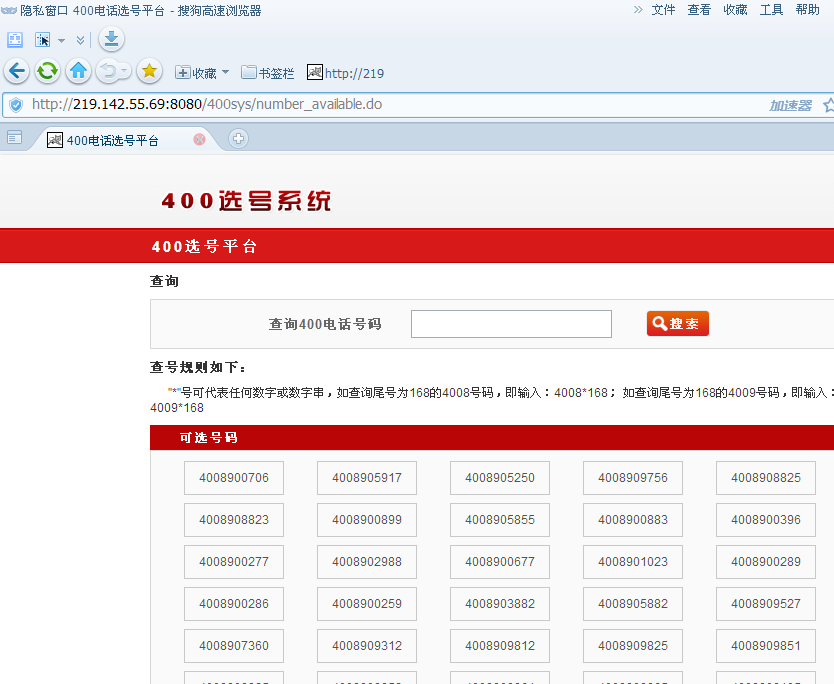 隐私窗口 400电话选号平台 - 搜狗高速浏览器
文件 查看 收藏 工具 帮助
收藏 书签栏 http://219
http://219.142.55.69:8080/400sys/number_available.do 加速器
400电话选号平台
400选号系统
400选号平台
查询
查询400电话号码 搜索
查号规则如下：
"*"号可代表任何数字或数字串，如查询尾号为168的4008号码，即输入：4008*168； 如查询尾号为168的4009号码，即输入：
4009*168
可选号码
4008900706 4008905917 4008905250 4008909756 4008908825
4008908823 4008900899 4008905855 4008900883 4008900396
4008900277 4008902988 4008900677 4008901023 4008900289
4008900286 4008900259 4008903882 4008905882 4008909527
4008907360 4008909312 4008909812 4008909825 4008909851